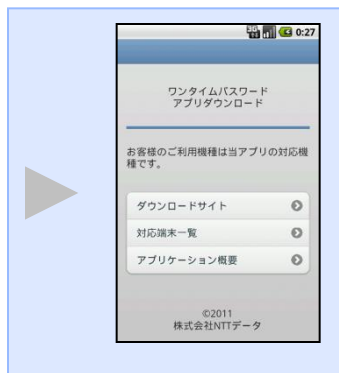 3G 0:27
ワンタイムパスワード
アプリダウンロード
お客様のご利用機種は当アプリの対応機
種です。
ダウンロードサイト
対応端末一覧
アプリケーション概要
©2011
株式会社NTTデータ